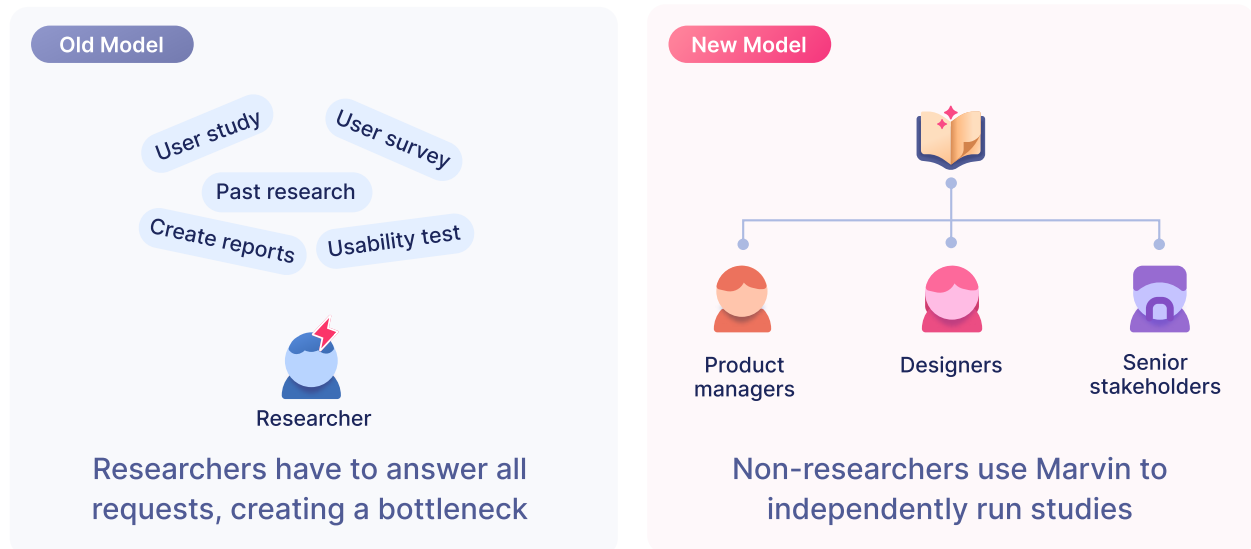 Old Model
User study
User survey
Past research
Create reports
Usability test
Researcher
Researchers have to answer all
requests, creating a bottleneck
New Model
Product
managers
Designers
Senior
stakeholders
Non-researchers use Marvin to
independently run studies